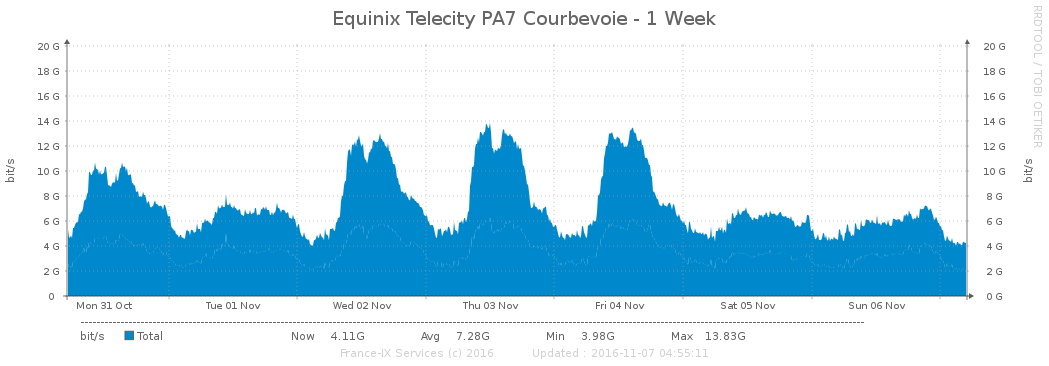 Equinix Telecity PA7 Courbevoie - 1 Week
RRDTOOL / TOBI OETIKER
20 G 20 G
18 G 18 G
16 G 16 G
14 G 14 G
12 G 12 G
10 G 10 G
8 G 8 G
6 G 6 G
4 G 4 G
2 G 2 G
0 0 G
bit/s bit/s
Mon 31 Oct Tue 01 Nov Wed 02 Nov Thu 03 Nov Fri 04 Nov Sat 05 Nov Sun 06 Nov
bit/s Total Now 4.11G Avg 7.28G Min 3.98G Max 13.83G
France-IX Services (c) 2016 Updated : 2016-11-07 04:55:11